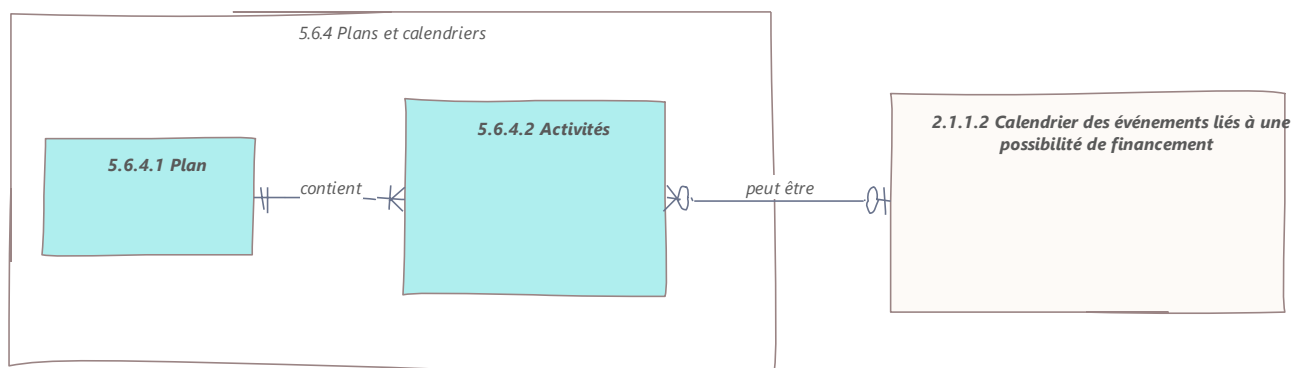 5.6.4 Plans et calendriers
5.6.4.1 Plan
contient
5.6.4.2 Activités
peut être
2.1.1.2 Calendrier des événements liés à une
possibilité de financement